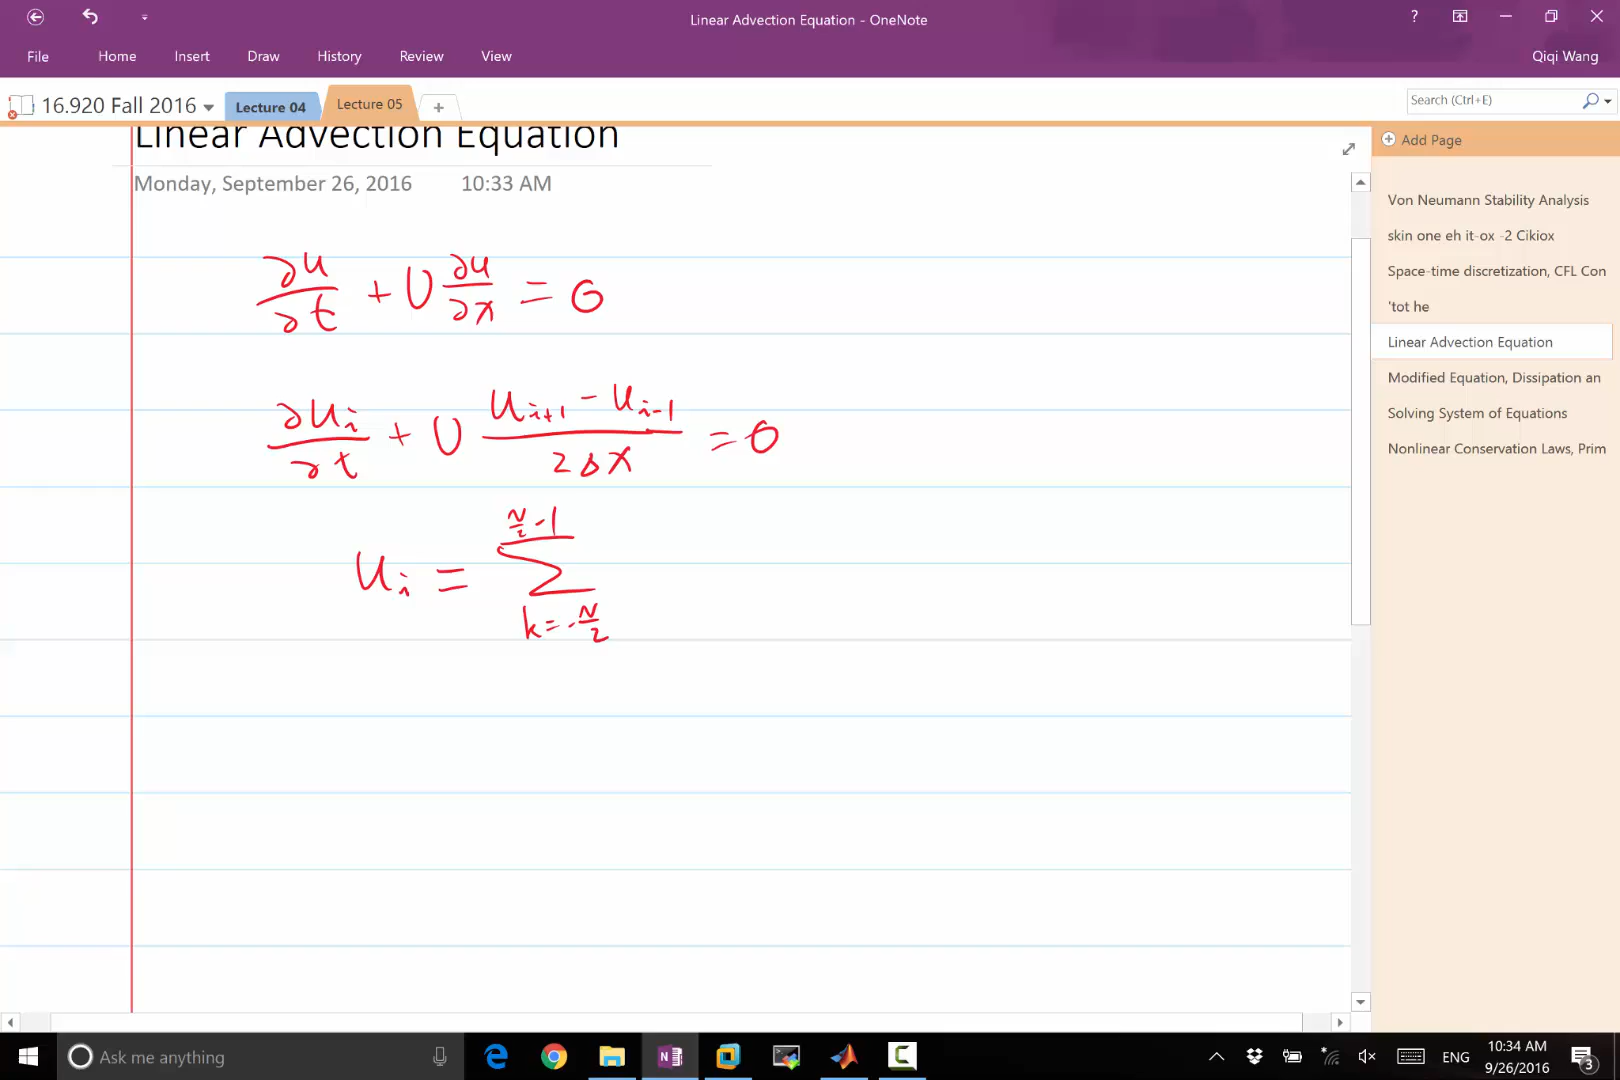 Linear Advection Equation - OneNote
?
File Home Insert Draw History Review View
Qiqi Wang
16.920 Fall 2016 Lecture 04 Lecture 05 +
Search (Ctrl+E)
Linear Advection Equation
Monday, September 26, 2016 10:33 AM
∂u/∂t + U ∂u/∂x = 0
∂u_i/∂t + U (u_{i+1} - u_{i-1})/(2Δx) = 0
u_i = Σ_{k=-N/2}^{N/2-1}
Add Page
Von Neumann Stability Analysis
skin one eh it-ox -2 Cikiox
Space-time discretization, CFL Con
'tot he
Linear Advection Equation
Modified Equation, Dissipation an
Solving System of Equations
Nonlinear Conservation Laws, Prim
Ask me anything
ENG
10:34 AM
9/26/2016
3